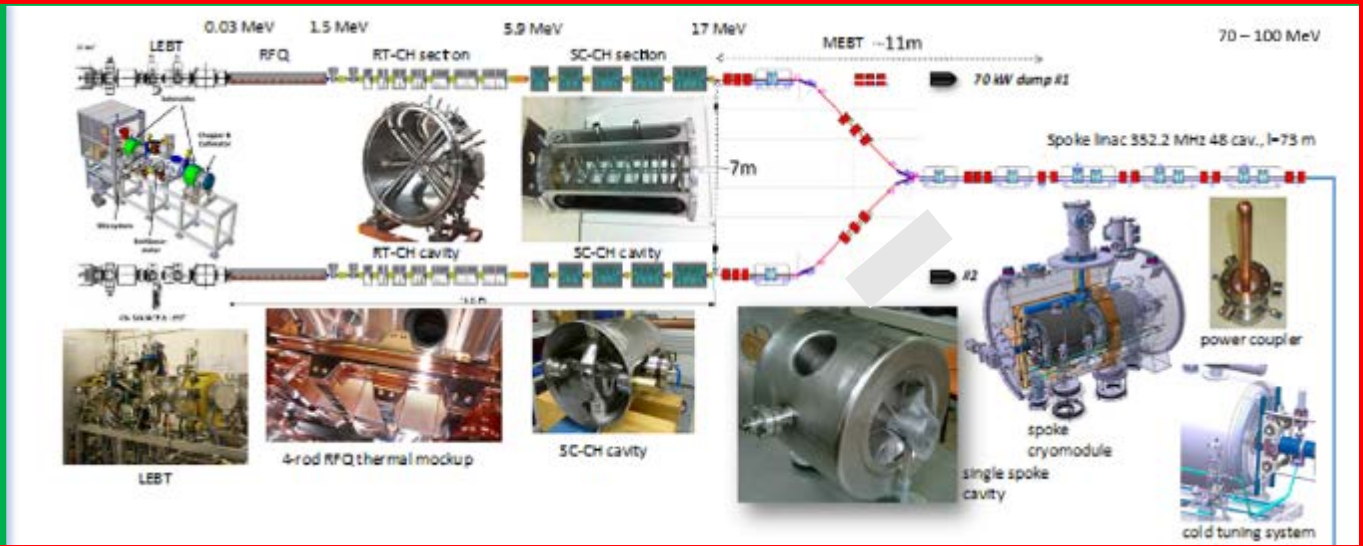 0.03 MeV
1.5 MeV
5.9 MeV
17 MeV
70 – 100 MeV
LEBT
RFQ
RT-CH section
SC-CH section
MEBT
~11m
70 kW dump #1
Spoke linac 352.2 MHz 48 cav., l=73 m
~7m
RT-CH cavity
SC-CH cavity
#2
LEBT
4-rod RFQ thermal mockup
SC-CH cavity
single spoke
cavity
spoke
cryomodule
power coupler
cold tuning system